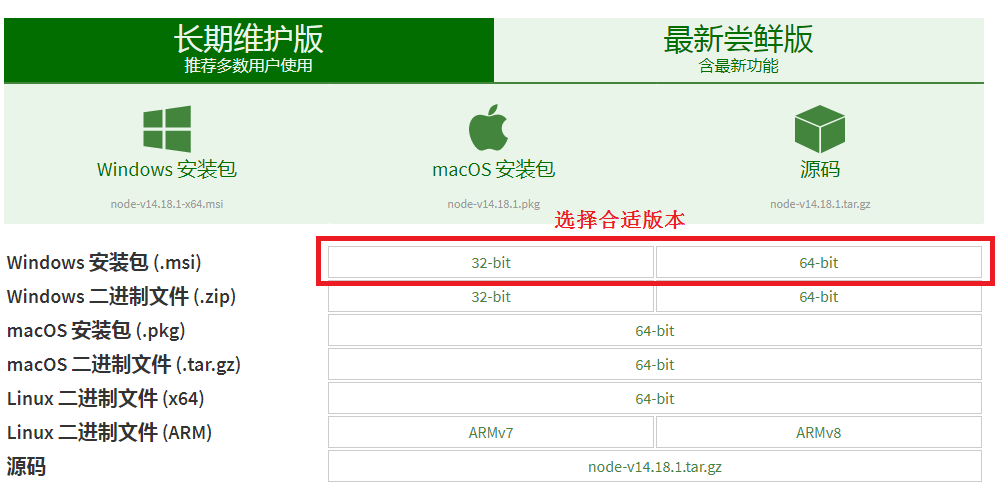 长期维护版
推荐多数用户使用
最新尝鲜版
含最新功能
Windows 安装包
macOS 安装包
源码
node-v14.18.1-x64.msi
node-v14.18.1.pkg
node-v14.18.1.tar.gz
选择合适版本
Windows 安装包 (.msi) 32-bit 64-bit
Windows 二进制文件 (.zip) 32-bit 64-bit
macOS 安装包 (.pkg) 64-bit
macOS 二进制文件 (.tar.gz) 64-bit
Linux 二进制文件 (x64) 64-bit
Linux 二进制文件 (ARM) ARMv7 ARMv8
源码 node-v14.18.1.tar.gz